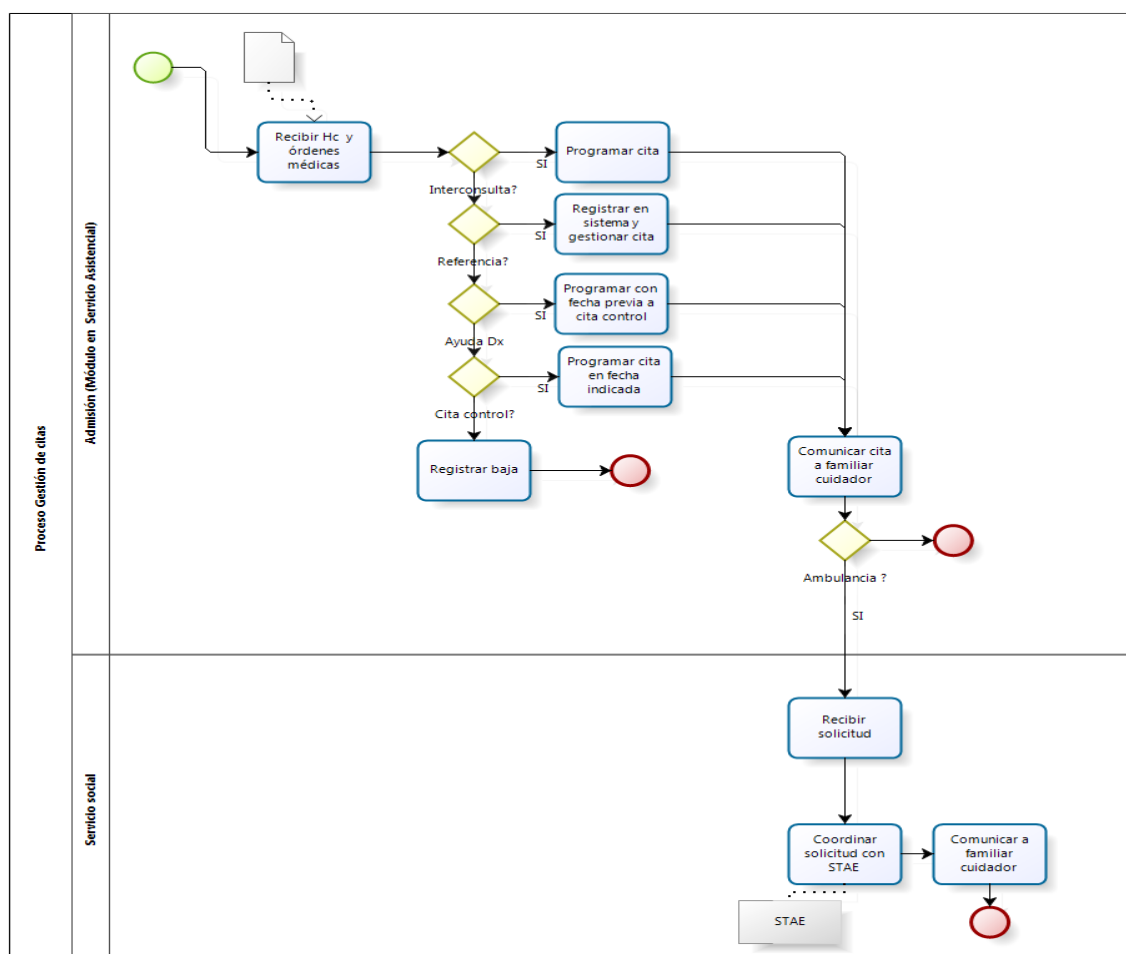 Proceso Gestión de citas
Admisión (Módulo en Servicio Asistencial)
Recibir Hc y
órdenes
médicas
Interconsulta?
SI
Programar cita
Referencia?
SI
Registrar en
sistema y
gestionar cita
Ayuda Dx
SI
Programar con
fecha previa a
cita control
Cita control?
SI
Programar cita
en fecha
indicada
Registrar baja
Comunicar cita
a familiar
cuidador
Ambulancia ?
SI
Servicio social
Recibir
solicitud
Coordinar
solicitud con
STAE
Comunicar a
familiar
cuidador
STAE